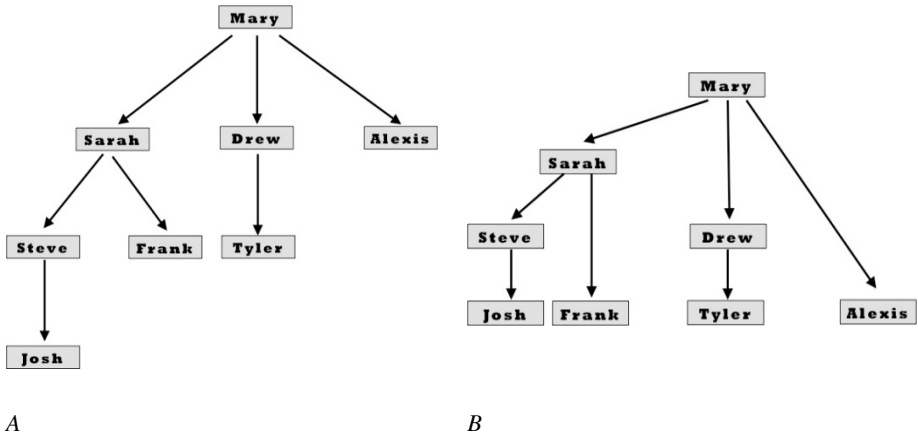 Mary
Sarah
Drew
Alexis
Steve
Frank
Tyler
Josh
A
Mary
Sarah
Steve
Drew
Josh
Frank
Tyler
Alexis
B